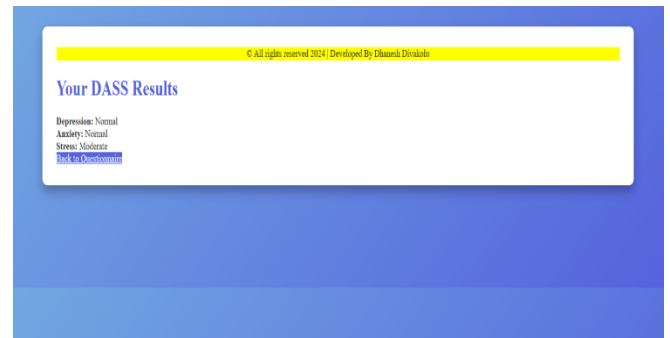 © All rights reserved 2024 | Developed By Dhanesh Divakolu
Your DASS Results
Depression: Normal
Anxiety: Normal
Stress: Moderate
Back to Questionnaire